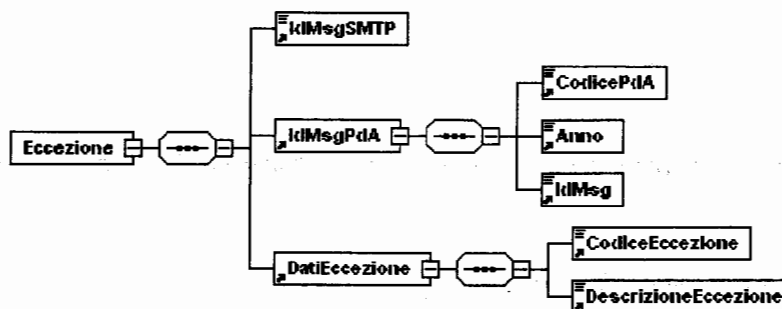 IdMsgSMTP
CodicePdA
Eccezione
IdMsgPdA
Anno
IdMsg
CodiceEccezione
DatiEccezione
DescrizioneEccezione